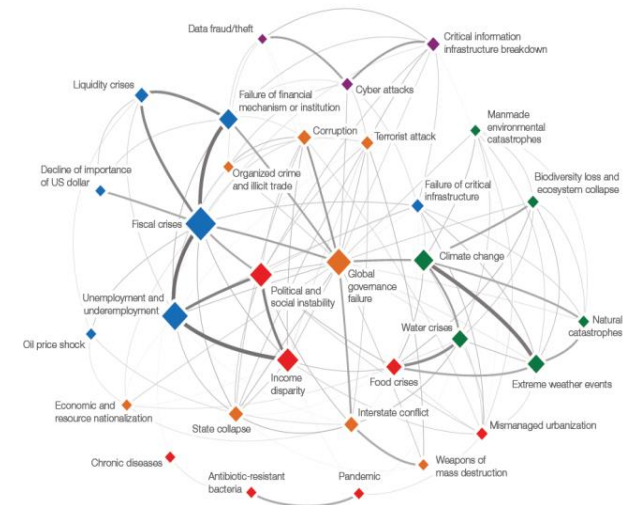 Data fraud/theft
Critical information
infrastructure breakdown
Liquidity crises
Failure of financial
mechanism or institution
Cyber attacks
Manmade
environmental
catastrophes
Corruption
Terrorist attack
Decline of importance
of US dollar
Organized crime
and illicit trade
Failure of critical
infrastructure
Biodiversity loss and
ecosystem collapse
Fiscal crises
Climate change
Global
governance
failure
Political and
social instability
Unemployment and
underemployment
Water crises
Natural
catastrophes
Oil price shock
Income
disparity
Food crises
Extreme weather events
Economic and
resource nationalization
State collapse
Interstate conflict
Mismanaged urbanization
Chronic diseases
Antibiotic-resistant
bacteria
Pandemic
Weapons of
mass destruction